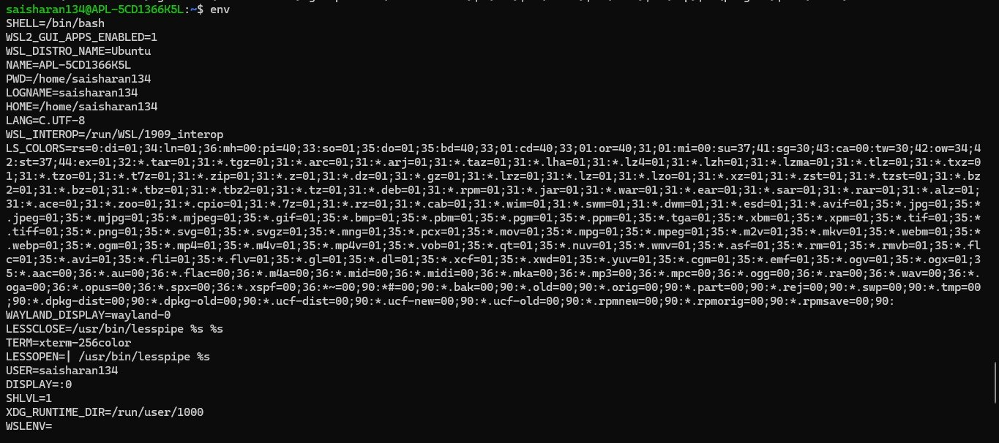 saisharan134@APL-5CD1366K5L:~$ env
SHELL=/bin/bash
WSL2_GUI_APPS_ENABLED=1
WSL_DISTRO_NAME=Ubuntu
NAME=APL-5CD1366K5L
PWD=/home/saisharan134
LOGNAME=saisharan134
HOME=/home/saisharan134
LANG=C.UTF-8
WSL_INTEROP=/run/WSL/1909_interop
LS_COLORS=rs=0:di=01;34:ln=01;36:mh=00:pi=40;33:so=01;35:do=01;35:bd=40;33;01:cd=40;33;01:or=40;31;01:mi=00:su=37;41:sg=30;43:ca=00:tw=30;42:ow=34;4
2:st=37;44:ex=01;32:*.tar=01;31:*.tgz=01;31:*.arc=01;31:*.arj=01;31:*.taz=01;31:*.lha=01;31:*.lz4=01;31:*.lzh=01;31:*.lzma=01;31:*.tlz=01;31:*.txz=0
1;31:*.tzo=01;31:*.t7z=01;31:*.zip=01;31:*.z=01;31:*.dz=01;31:*.gz=01;31:*.lrz=01;31:*.lz=01;31:*.lzo=01;31:*.xz=01;31:*.zst=01;31:*.tzst=01;31:*.bz
2=01;31:*.bz=01;31:*.tbz=01;31:*.tbz2=01;31:*.tz=01;31:*.deb=01;31:*.rpm=01;31:*.jar=01;31:*.war=01;31:*.ear=01;31:*.sar=01;31:*.rar=01;31:*.alz=01;
31:*.ace=01;31:*.zoo=01;31:*.cpio=01;31:*.7z=01;31:*.rz=01;31:*.cab=01;31:*.wim=01;31:*.swm=01;31:*.dwm=01;31:*.esd=01;31:*.avif=01;35:*.jpg=01;35:*
.jpeg=01;35:*.mjpg=01;35:*.mjpeg=01;35:*.gif=01;35:*.bmp=01;35:*.pbm=01;35:*.pgm=01;35:*.ppm=01;35:*.tga=01;35:*.xbm=01;35:*.xpm=01;35:*.tif=01;35:*
.tiff=01;35:*.png=01;35:*.svg=01;35:*.svgz=01;35:*.mng=01;35:*.pcx=01;35:*.mov=01;35:*.mpg=01;35:*.mpeg=01;35:*.m2v=01;35:*.mkv=01;35:*.webm=01;35:*
.webp=01;35:*.ogm=01;35:*.mp4=01;35:*.m4v=01;35:*.mp4v=01;35:*.vob=01;35:*.qt=01;35:*.nuv=01;35:*.wmv=01;35:*.asf=01;35:*.rm=01;35:*.rmvb=01;35:*.fl
c=01;35:*.avi=01;35:*.fli=01;35:*.flv=01;35:*.gl=01;35:*.dl=01;35:*.xcf=01;35:*.xwd=01;35:*.yuv=01;35:*.cgm=01;35:*.emf=01;35:*.ogv=01;35:*.ogx=01;3
5:*.aac=00;36:*.au=00;36:*.flac=00;36:*.m4a=00;36:*.mid=00;36:*.midi=00;36:*.mka=00;36:*.mp3=00;36:*.mpc=00;36:*.ogg=00;36:*.ra=00;36:*.wav=00;36:*.
oga=00;36:*.opus=00;36:*.spx=00;36:*.xspf=00;36:*~=00;90:*#=00;90:*.bak=00;90:*.old=00;90:*.orig=00;90:*.part=00;90:*.rej=00;90:*.swp=00;90:*.tmp=00
;90:*.dpkg-dist=00;90:*.dpkg-old=00;90:*.ucf-dist=00;90:*.ucf-new=00;90:*.ucf-old=00;90:*.rpmnew=00;90:*.rpmorig=00;90:*.rpmsave=00;90:
WAYLAND_DISPLAY=wayland-0
LESSCLOSE=/usr/bin/lesspipe %s %s
TERM=xterm-256color
LESSOPEN=| /usr/bin/lesspipe %s
USER=saisharan134
DISPLAY=:0
SHLVL=1
XDG_RUNTIME_DIR=/run/user/1000
WSLENV=